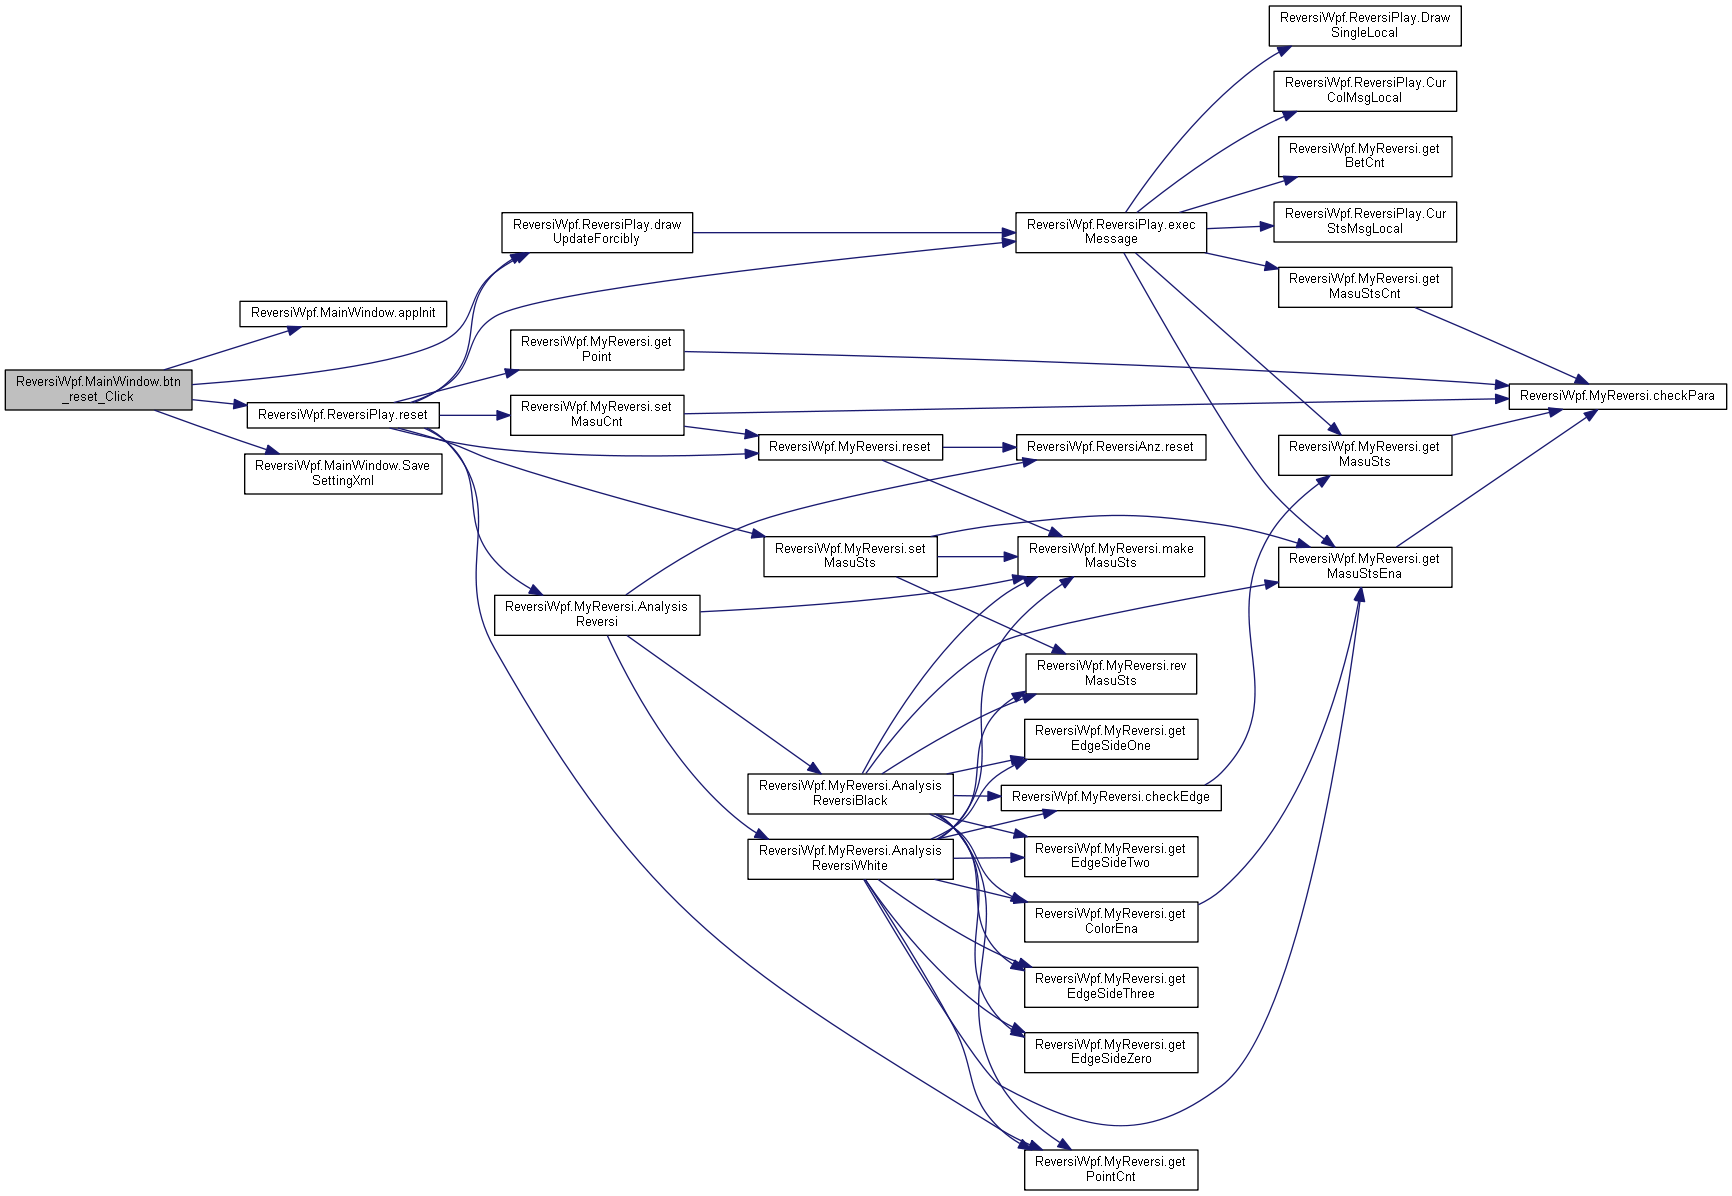 ReversiWpf.MainWindow.btn
_reset_Click
ReversiWpf.MainWindow.appInit
ReversiWpf.ReversiPlay.reset
ReversiWpf.MainWindow.Save
SettingXml
ReversiWpf.ReversiPlay.draw
UpdateForcibly
ReversiWpf.MyReversi.get
Point
ReversiWpf.MyReversi.set
MasuCnt
ReversiWpf.MyReversi.Analysis
Reversi
ReversiWpf.MyReversi.reset
ReversiWpf.MyReversi.set
MasuSts
ReversiWpf.MyReversi.Analysis
ReversiBlack
ReversiWpf.MyReversi.Analysis
ReversiWhite
ReversiWpf.ReversiPlay.exec
Message
ReversiWpf.ReversiAnz.reset
ReversiWpf.MyReversi.make
MasuSts
ReversiWpf.MyReversi.rev
MasuSts
ReversiWpf.MyReversi.get
EdgeSideOne
ReversiWpf.MyReversi.checkEdge
ReversiWpf.MyReversi.get
EdgeSideTwo
ReversiWpf.MyReversi.get
ColorEna
ReversiWpf.MyReversi.get
EdgeSideThree
ReversiWpf.MyReversi.get
EdgeSideZero
ReversiWpf.MyReversi.get
PointCnt
ReversiWpf.ReversiPlay.Draw
SingleLocal
ReversiWpf.ReversiPlay.Cur
ColMsgLocal
ReversiWpf.MyReversi.get
BetCnt
ReversiWpf.ReversiPlay.Cur
StsMsgLocal
ReversiWpf.MyReversi.get
MasuStsCnt
ReversiWpf.MyReversi.get
MasuSts
ReversiWpf.MyReversi.get
MasuStsEna
ReversiWpf.MyReversi.checkPara